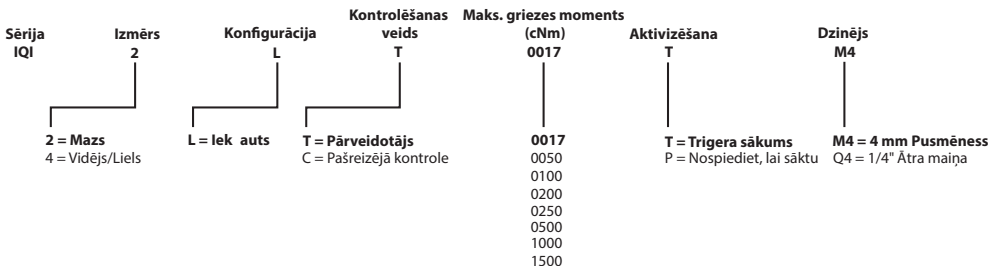 Kontrolēšanas Maks. griezes moments
Sērija Izmērs Konfigurācija veids (cNm) Aktivizēšana Dzinējs
IQI 2 L T 0017 T M4
2 = Mazs L = Iek auts T = Pārveidotājs 0017 T = Trigera sākums M4 = 4 mm Pusmēness
4 = Vidējs/Liels C = Pašreizējā kontrole 0050 P = Nospiediet, lai sāktu Q4 = 1/4" Ātra maiņa
0100
0200
0250
0500
1000
1500